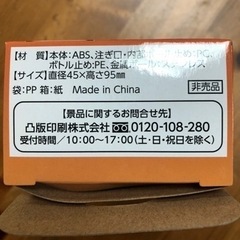 【材 質】本体:ABS、注ぎ口・内
ボトル止め:PE、金属
【サイズ】直径45×高さ95㎜
袋:PP 箱:紙 Made in China
非売品
【景品に関するお問合せ先】
凸版印刷株式会社 0120-108-280
受付時間/10:00~17:00(土・日・祝日を除く)